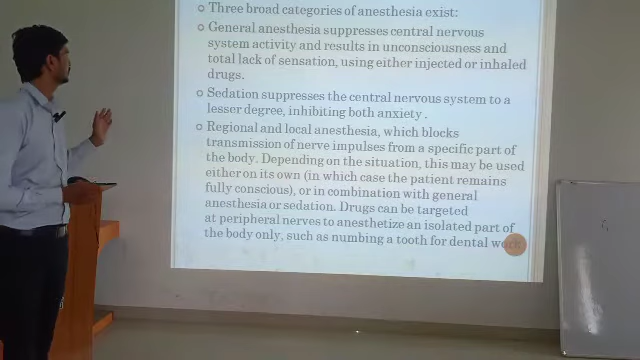 Three broad categories of anesthesia exist:
General anesthesia suppresses central nervous
system activity and results in unconsciousness and
total lack of sensation, using either injected or inhaled
drugs.
Sedation suppresses the central nervous system to a
lesser degree, inhibiting both anxiety .
Regional and local anesthesia, which blocks
transmission of nerve impulses from a specific part of
the body. Depending on the situation, this may be used
either on its own (in which case the patient remains
fully conscious), or in combination with general
anesthesia or sedation. Drugs can be targeted
at peripheral nerves to anesthetize an isolated part of
the body only, such as numbing a tooth for dental work